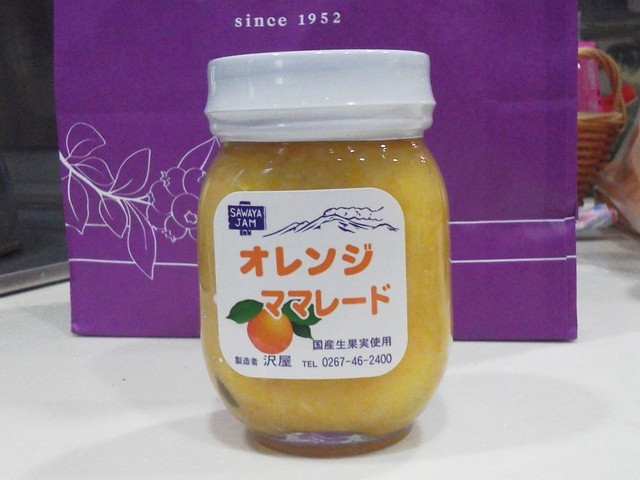 since 1952
SAWAYA
JAM
オレンジ
ママレード
国産生果実使用
製造者 沢屋 TEL 0267-46-2400